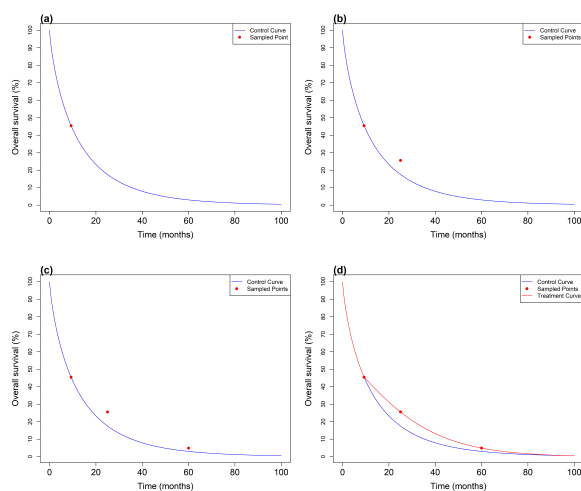 (a)
Control Curve
Sampled Point
Overall survival (%)
100
90
80
70
60
50
40
30
20
10
0
0 20 40 60 80 100
Time (months)
(b)
Control Curve
Sampled Points
Overall survival (%)
100
90
80
70
60
50
40
30
20
10
0
0 20 40 60 80 100
Time (months)
(c)
Control Curve
Sampled Points
Overall survival (%)
100
90
80
70
60
50
40
30
20
10
0
0 20 40 60 80 100
Time (months)
(d)
Control Curve
Sampled Points
Treatment Curve
Overall survival (%)
100
90
80
70
60
50
40
30
20
10
0
0 20 40 60 80 100
Time (months)